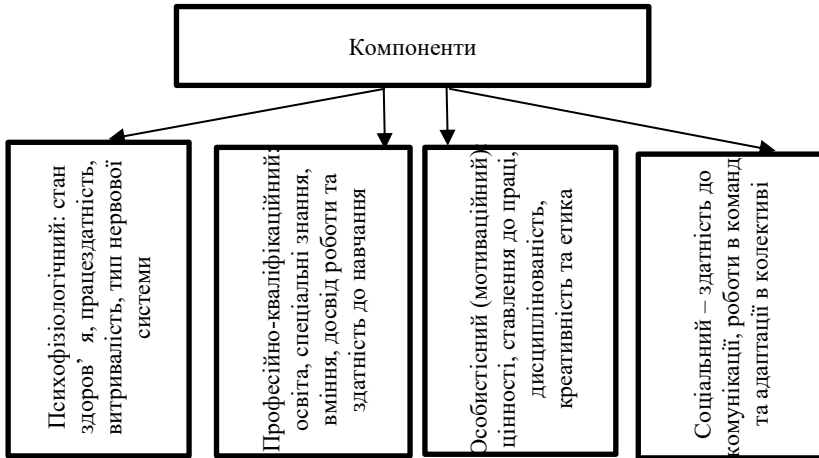 Компоненти
Психофізіологічний: стан
здоров’ я, працездатність,
витривалість, тип нервової
системи
Професійно-кваліфікаційний:
освіта, спеціальні знання,
вміння, досвід роботи та
здатність до навчання
Особистісний (мотиваційний):
цінності, ставлення до праці,
дисциплінованість,
креативність та етика
Соціальний – здатність до
комунікації, роботи в команд
та адаптації в колективі